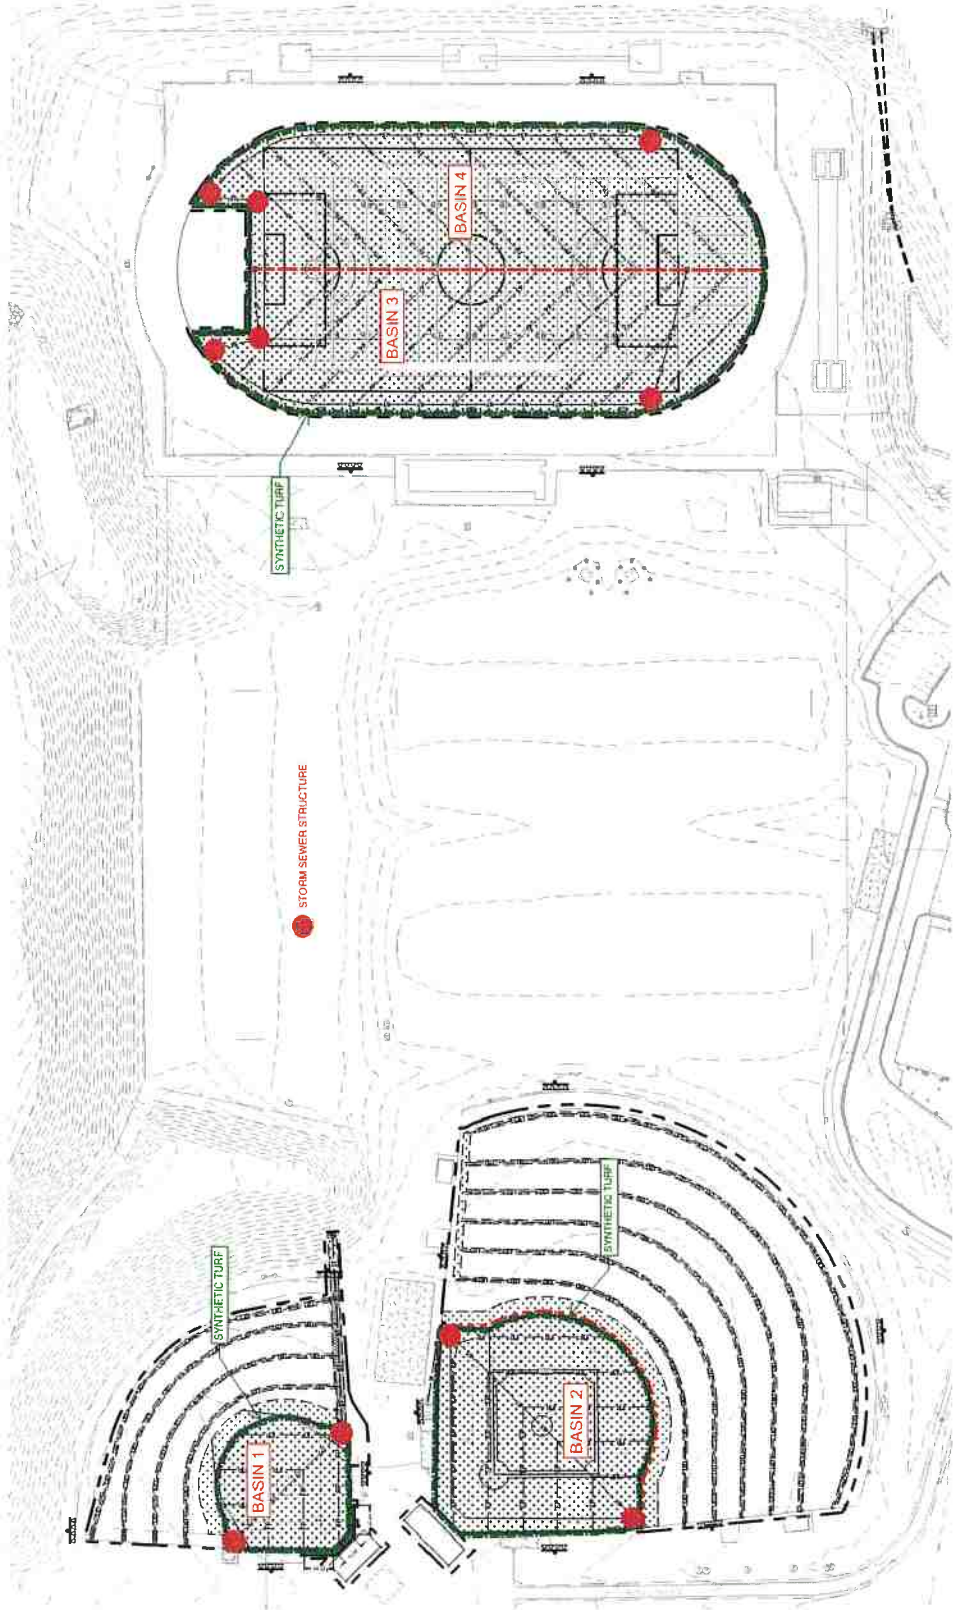 BASIN 4
BASIN 3
SYNTHETIC TURF
STORM SEWER STRUCTURE
SYNTHETIC TURF
SYNTHETIC TURF
BASIN 1
BASIN 2